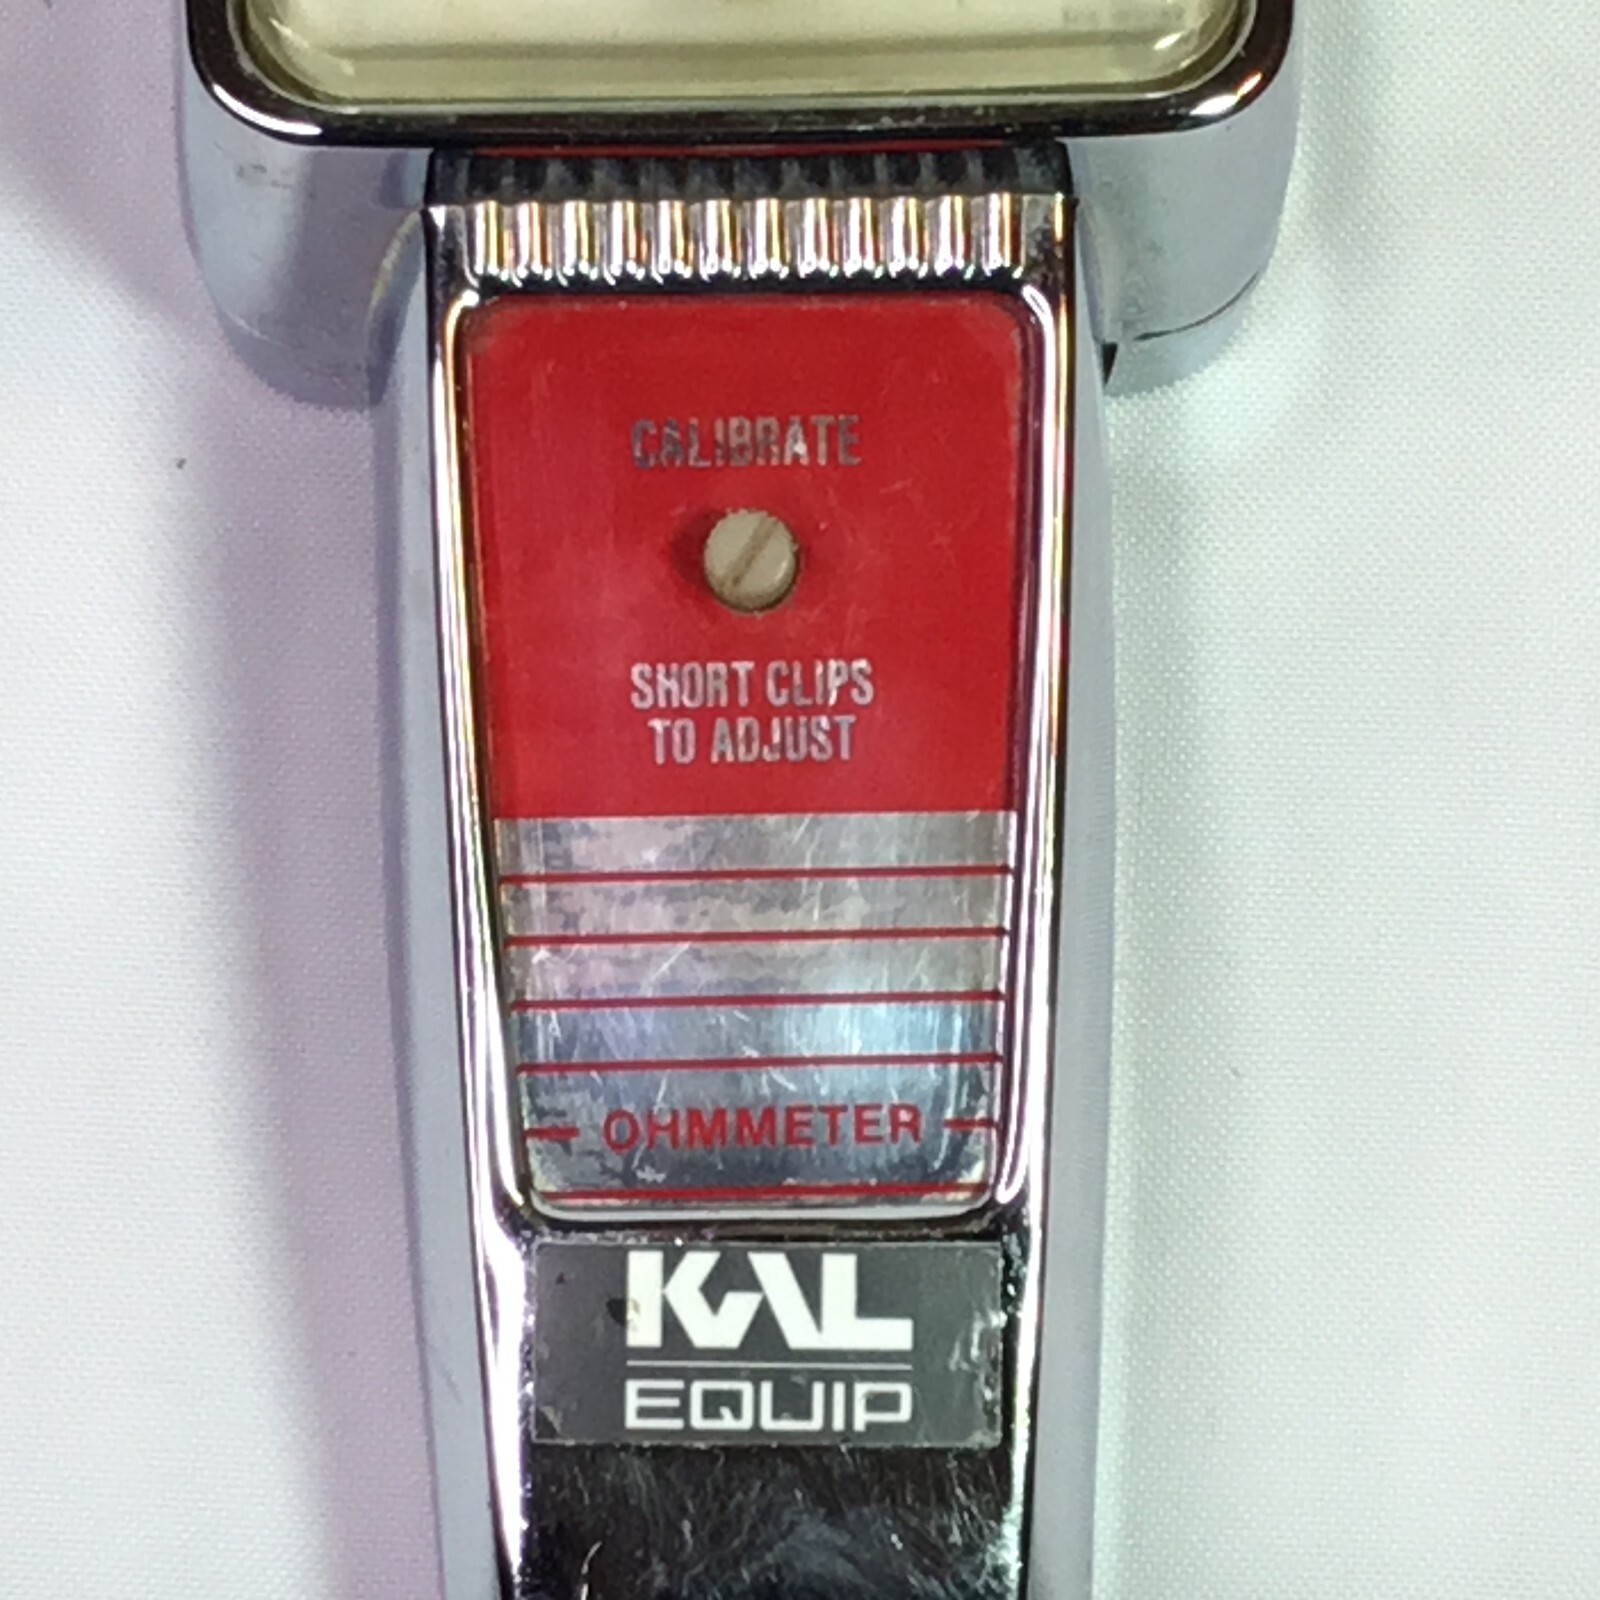 CALIBRATE
SHORT CLIPS
TO ADJUST
OHMMETER
KAL
EQUIP